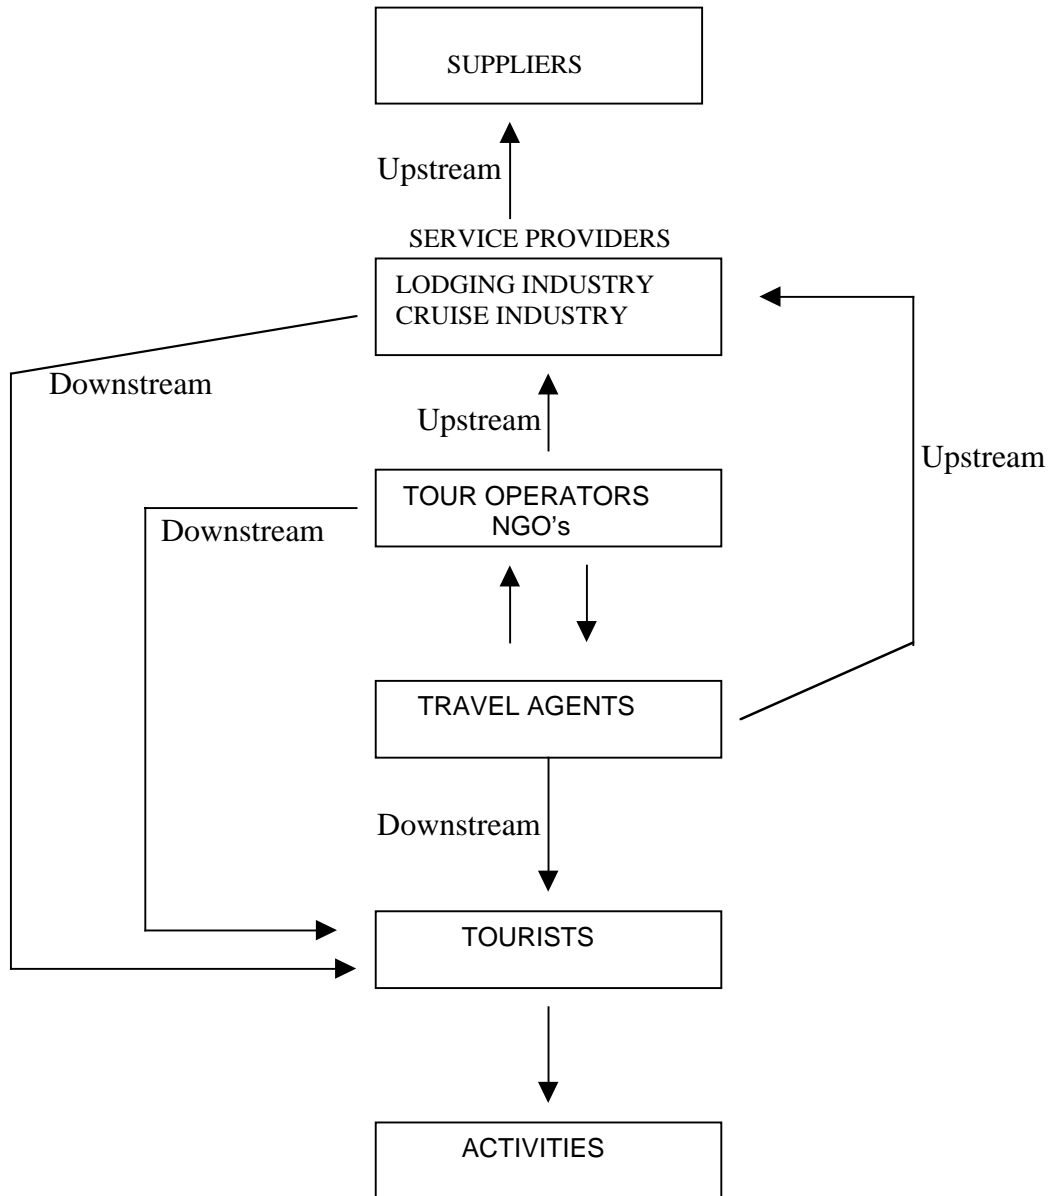 SUPPLIERS
Upstream
SERVICE PROVIDERS
LODGING INDUSTRY
CRUISE INDUSTRY
Downstream
Upstream
Upstream
TOUR OPERATORS
NGO's
Downstream
TRAVEL AGENTS
Downstream
TOURISTS
ACTIVITIES